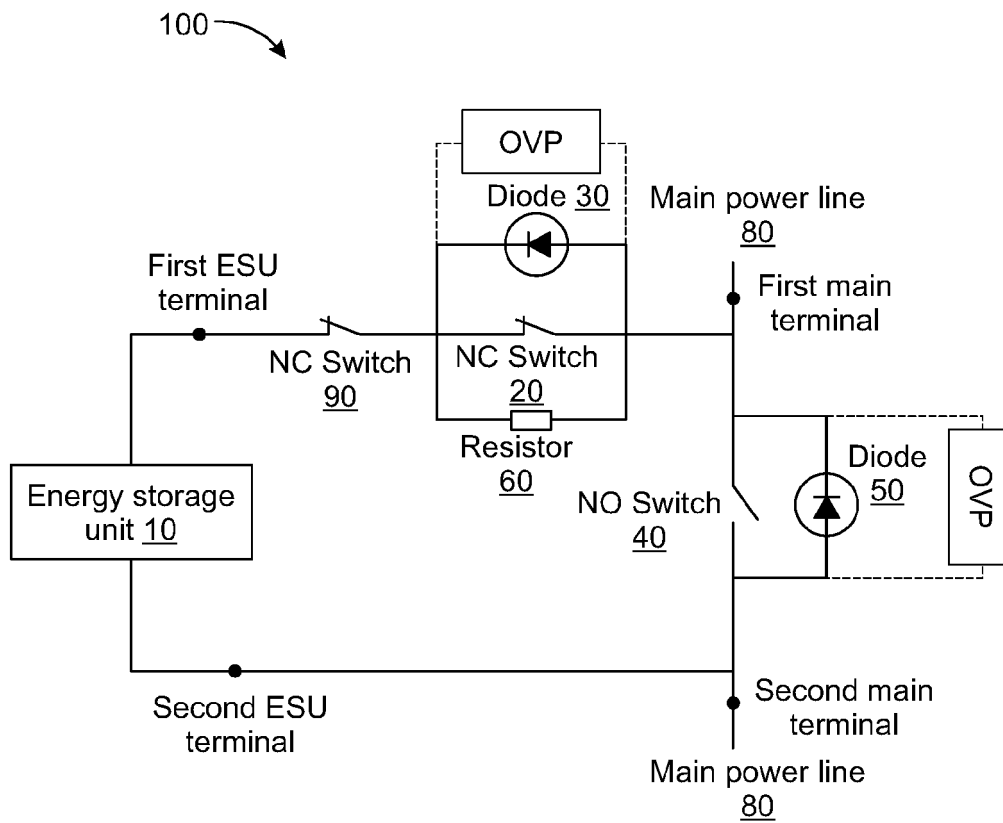 100
OVP
Diode 30
Main power line
80
First ESU
terminal
First main
terminal
NC Switch
90
NC Switch
20
Resistor
60
Energy storage
unit 10
NO Switch
40
Diode
50
OVP
Second ESU
terminal
Second main
terminal
Main power line
80